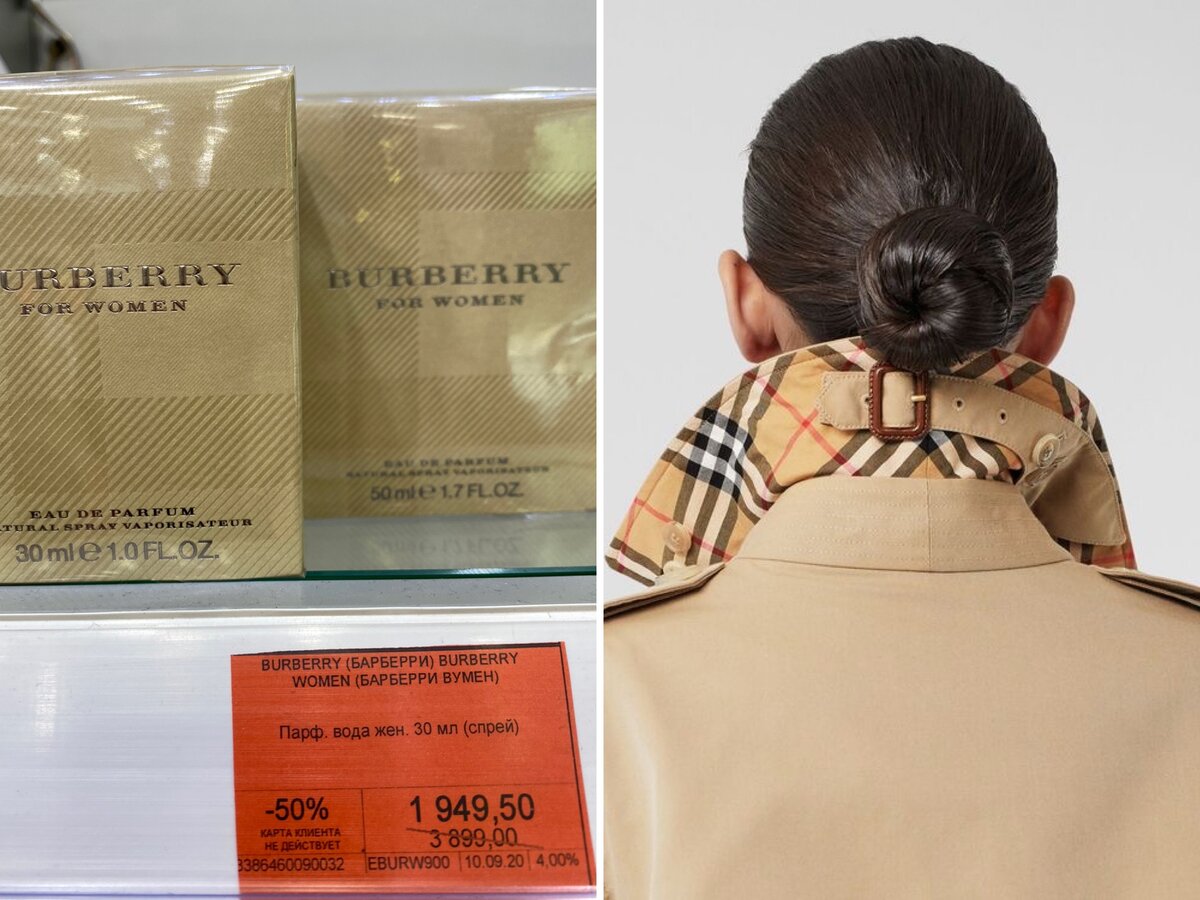 URBERRY
FOR WOMEN
EAU DE PARFUM
ATURAL SPRAY VAPORISATEUR
30 ml e 1.0 FL.OZ.
BURBERRY
FOR WOMEN
EAU DE PARFUM
NATURAL SPRAY VAPORISATEUR
50 ml e 1.7 FL.OZ.
BURBERRY (БАРБЕРРИ) BURBERRY
WOMEN (БАРБЕРРИ ВУМЕН)
Парф. вода жен. 30 мл (спрей)
-50% 1 949,50
КАРТА КЛИЕНТА 3 899,00
НЕ ДЕЙСТВУЕТ
3386460090032 EBURW900 10.09.20 4,00%